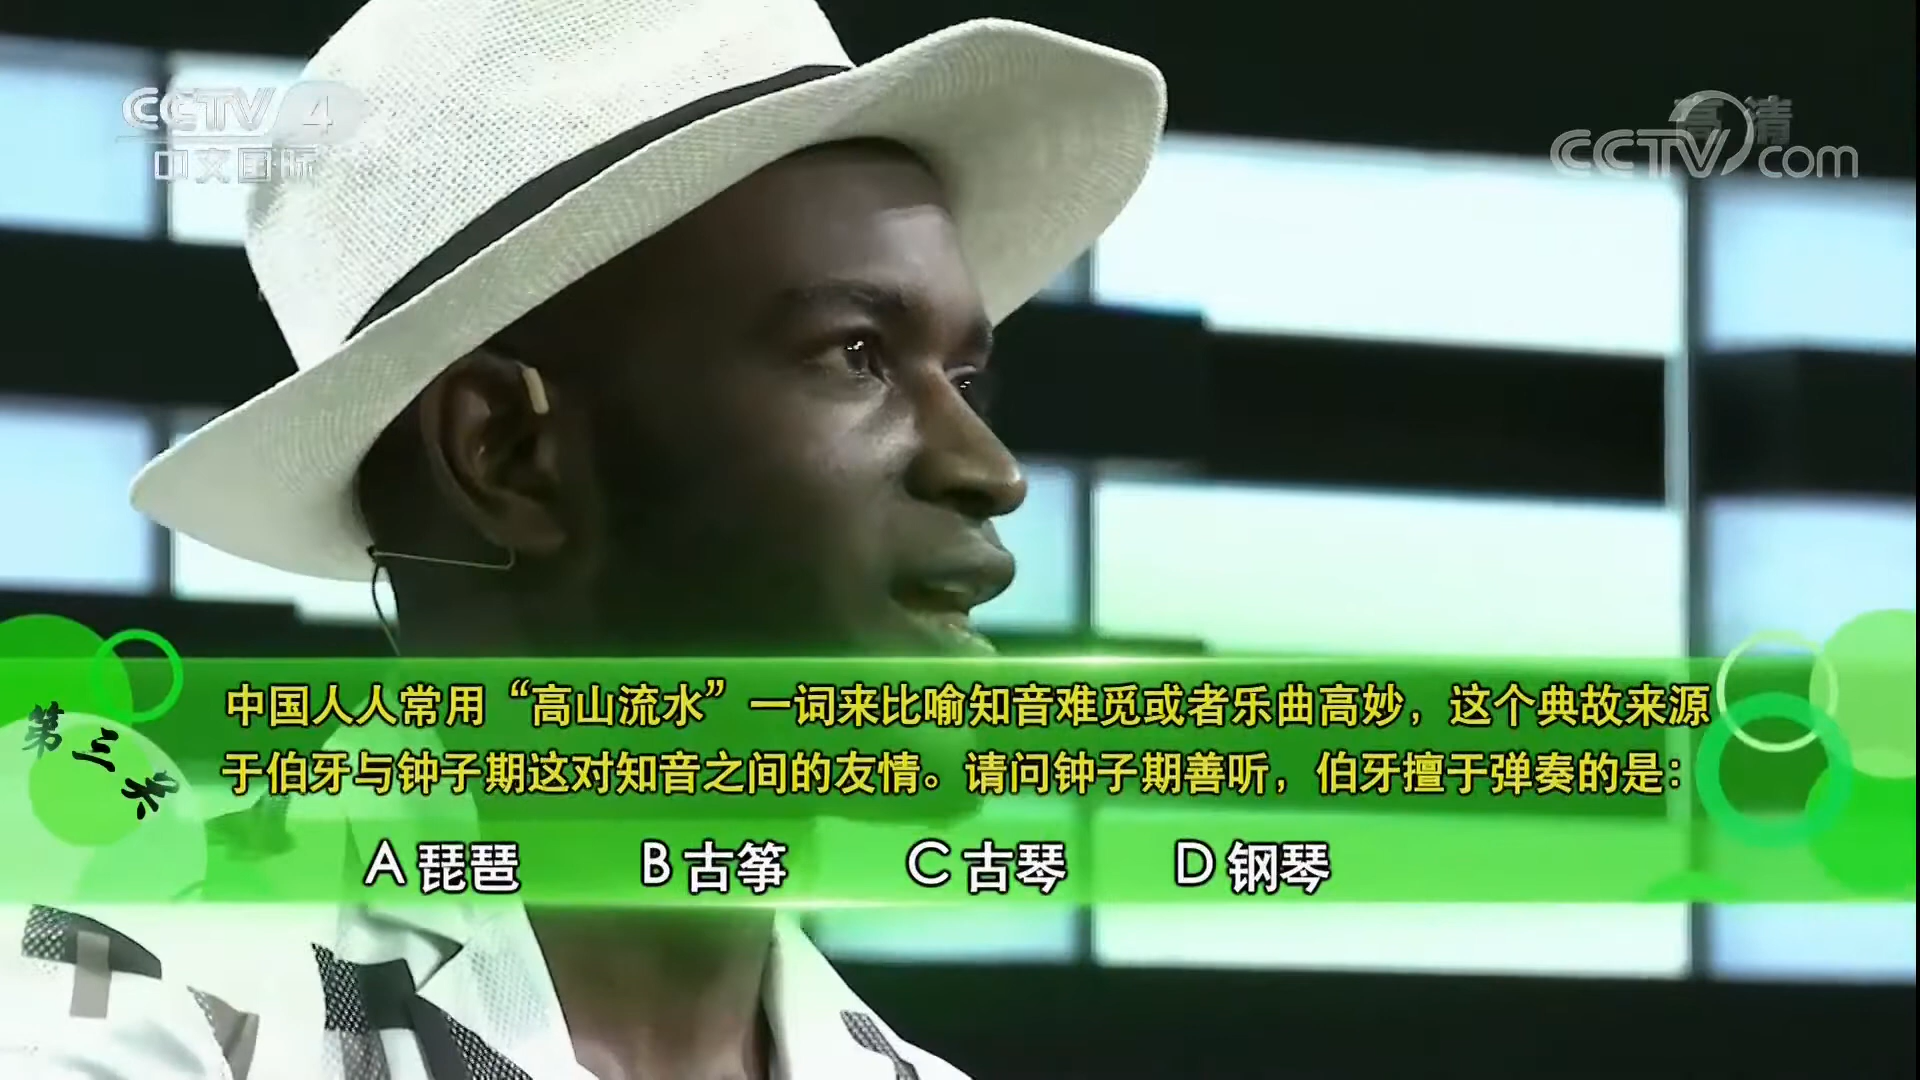 CCTV 4
中文国际
高清
CCTV.com
第三关
中国人人常用“高山流水”一词来比喻知音难觅或者乐曲高妙，这个典故来源
于伯牙与钟子期这对知音之间的友情。请问钟子期善听，伯牙擅于弹奏的是：
A 琵琶 B 古筝 C 古琴 D 钢琴